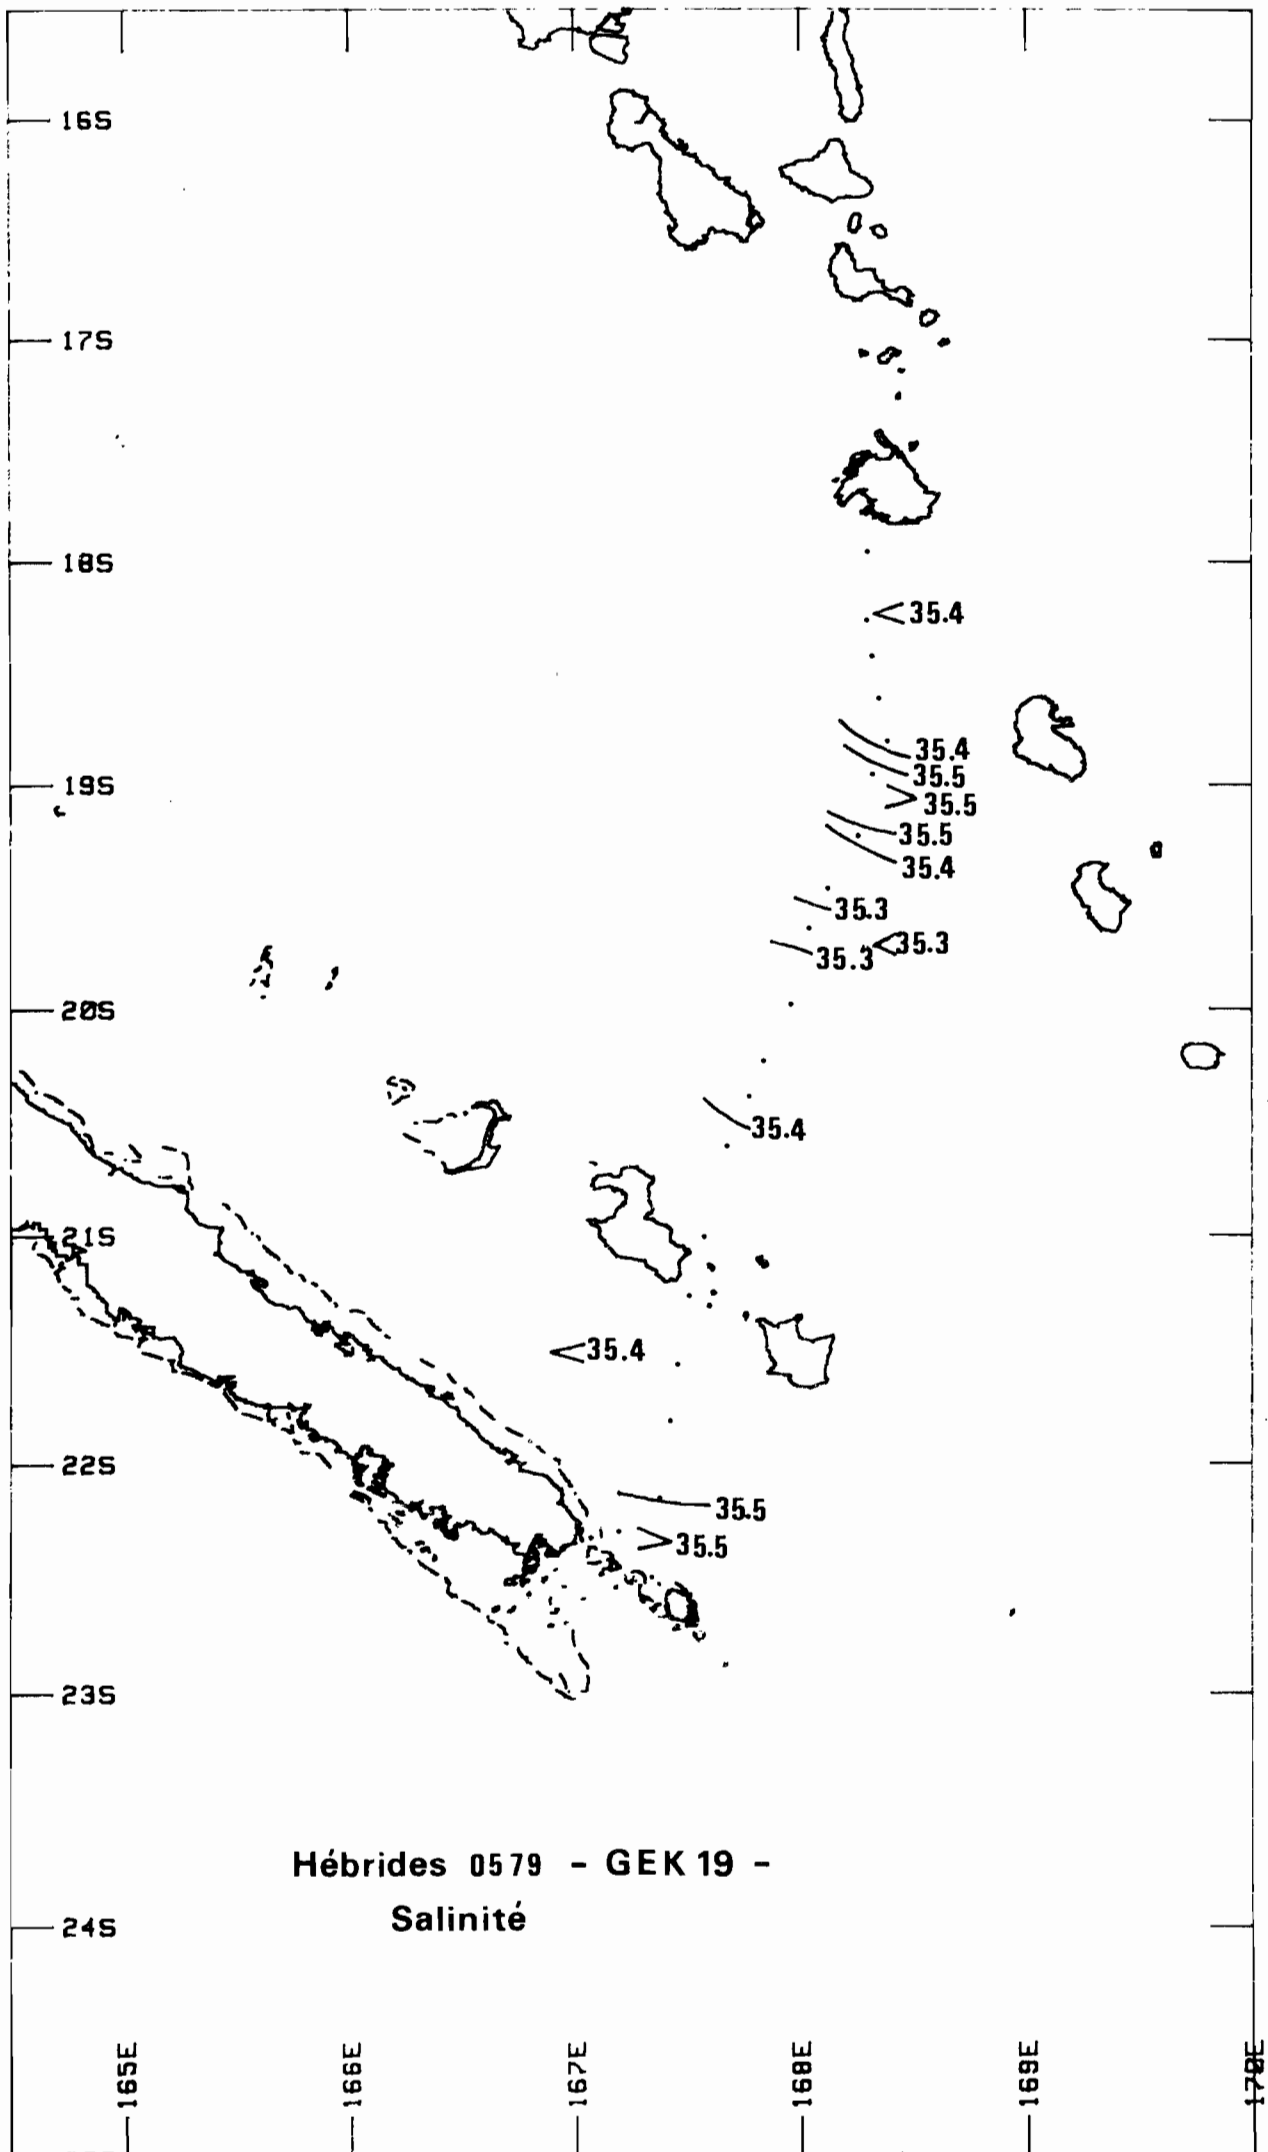 16S
17S
18S
<35.4
35.4
19S
35.5
>35.5
35.5
35.4
35.3
<35.3
35.3
20S
35.4
21S
<35.4
22S
35.5
>35.5
23S
Hébrides 0579 - GEK 19 -
Salinité
24S
165E
166E
167E
168E
169E
170E